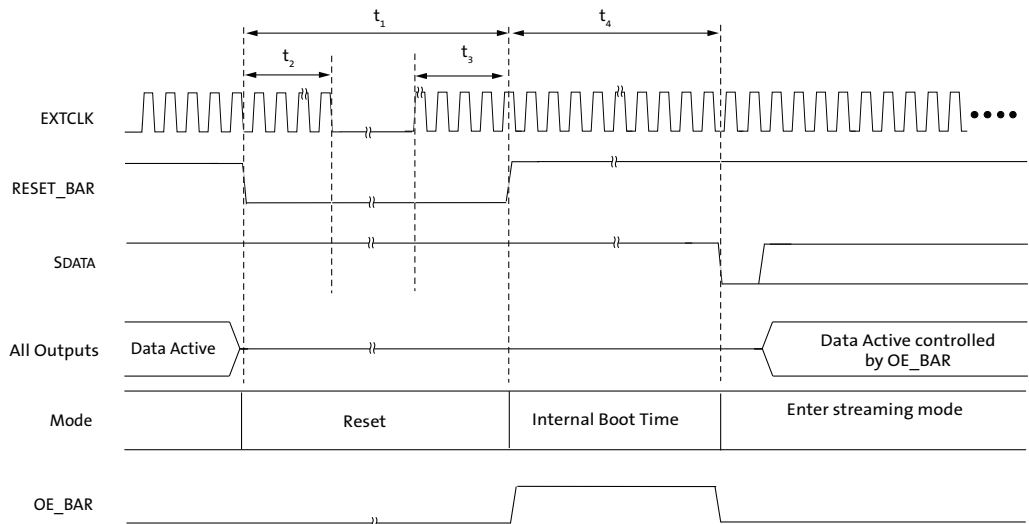 t1
t4
t2
t3
EXTCLK
RESET_BAR
SDATA
All Outputs
Data Active
Data Active controlled
by OE_BAR
Mode
Reset
Internal Boot Time
Enter streaming mode
OE_BAR